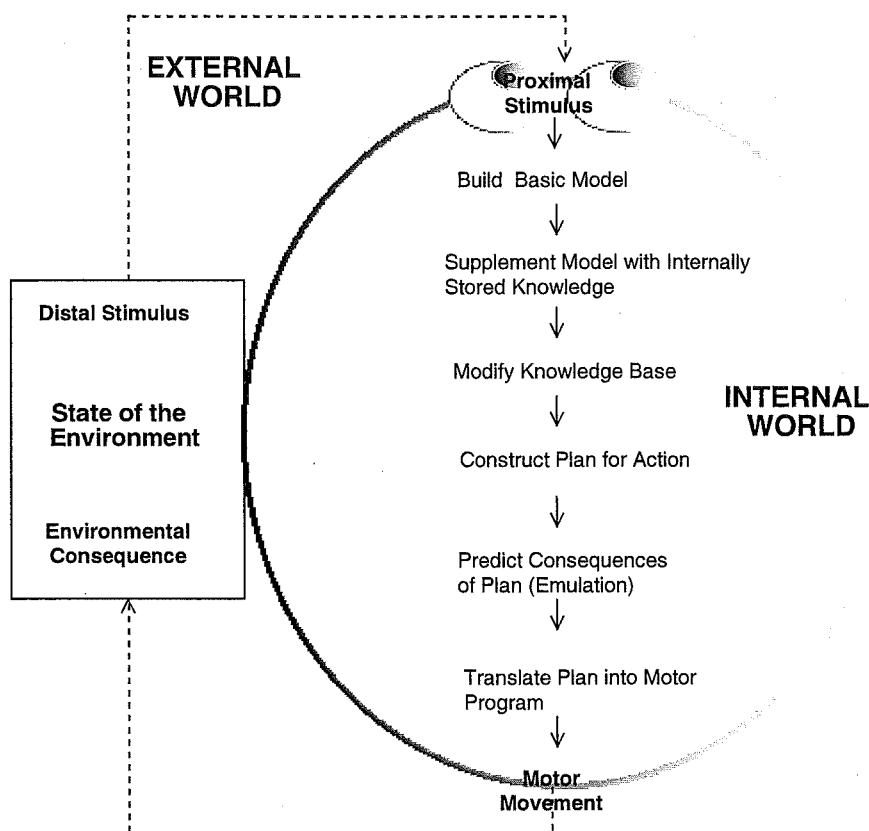 EXTERNAL
WORLD
Proximal
Stimulus
Build Basic Model
Supplement Model with Internally
Stored Knowledge
Distal Stimulus
Modify Knowledge Base
State of the
Environment
INTERNAL
WORLD
Construct Plan for Action
Environmental
Consequence
Predict Consequences
of Plan (Emulation)
Translate Plan into Motor
Program
Motor
Movement